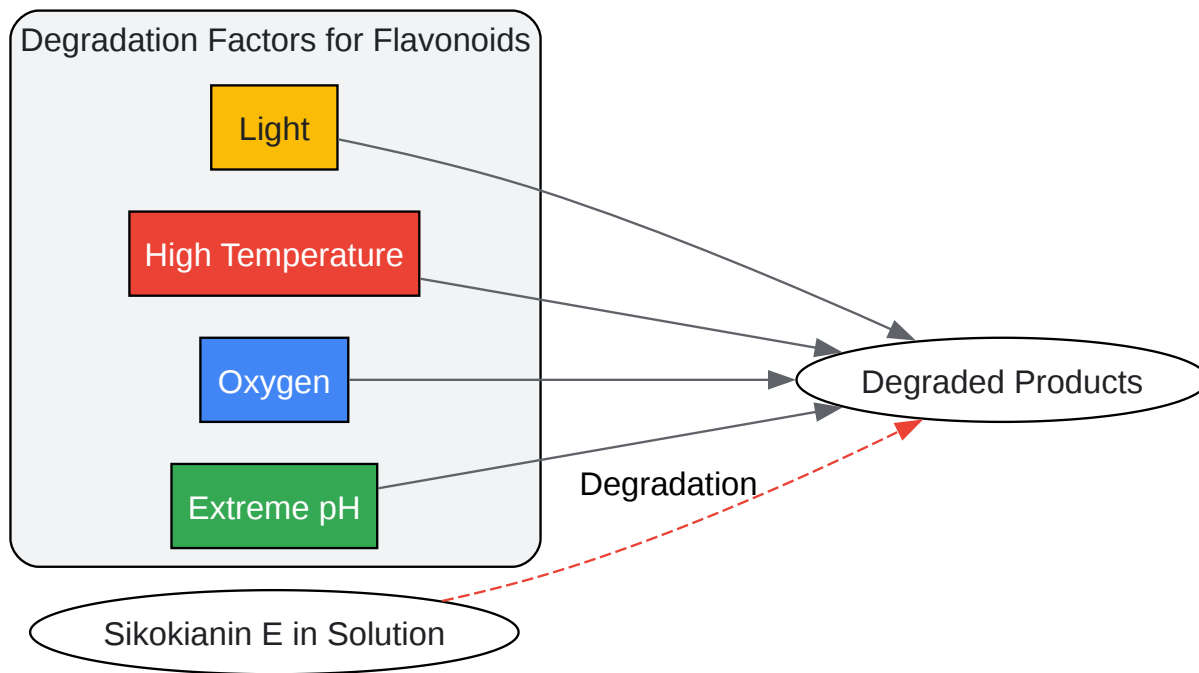 Degradation Factors for Flavonoids
Light
High Temperature
Oxygen
Degraded Products
Degradation
Extreme pH
Sikokianin E in Solution